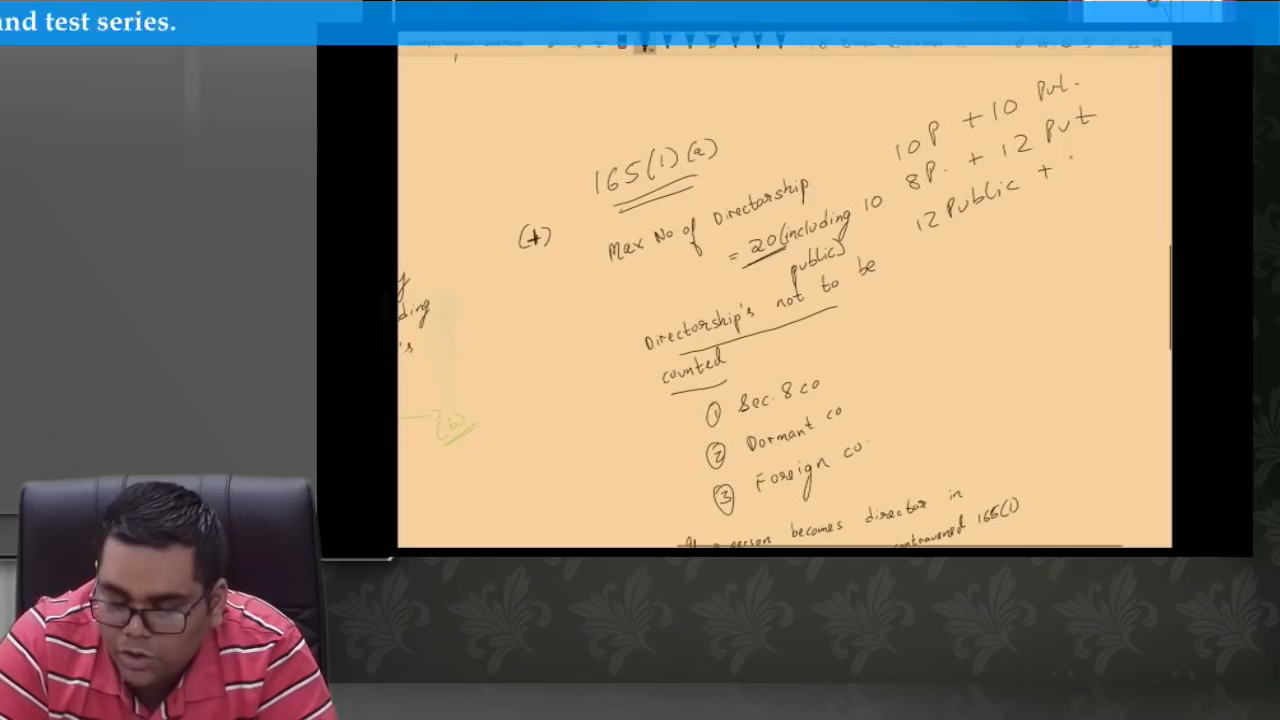 and test series.
165(1)(a)
10P + 10 Pvt.
8P. + 12 Pvt
12 Public +
(+)
Max No of Directorship
= 20 (including 10
public)
Directorship's not to be
counted
① Sec. 8 co
② Dormant co
③ Foreign co.
person becomes director in
contravened 165(1)
ding
's
(b)